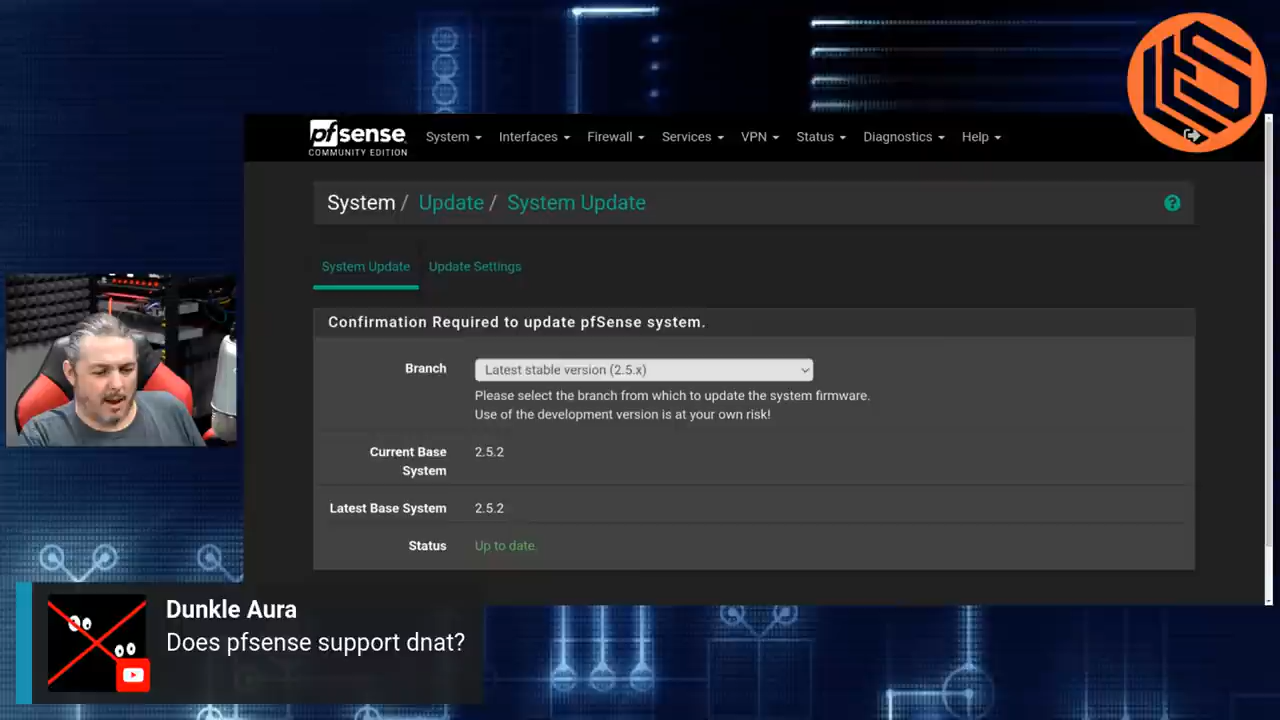 pfsense
COMMUNITY EDITION
System Interfaces Firewall Services VPN Status Diagnostics Help
System / Update / System Update
System Update Update Settings
Confirmation Required to update pfSense system.
Branch Latest stable version (2.5.x)
Please select the branch from which to update the system firmware.
Use of the development version is at your own risk!
Current Base System 2.5.2
Latest Base System 2.5.2
Status Up to date.
Dunkle Aura
Does pfsense support dnat?